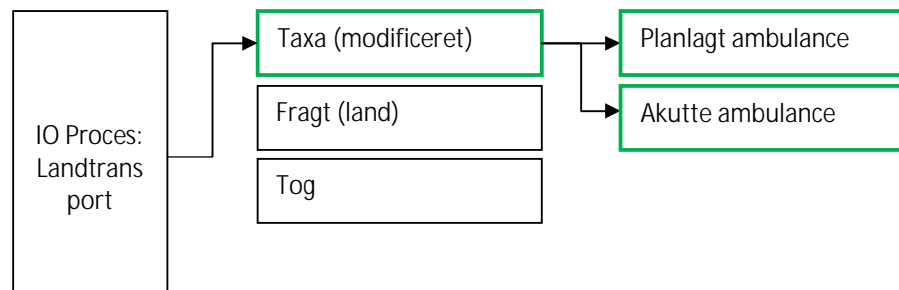 IO Proces:
Landtrans
port
Taxa (modificeret)
Fragt (land)
Tog
Planlagt ambulance
Akutte ambulance